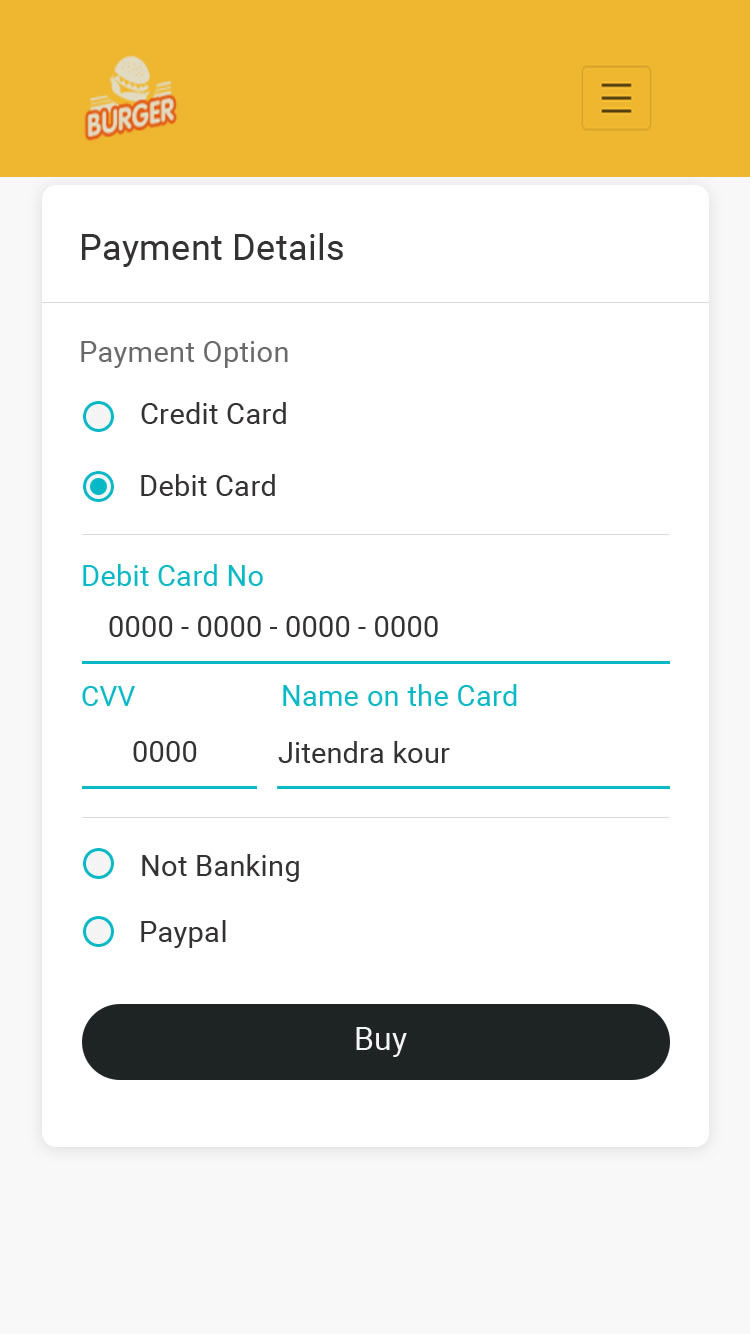 BURGER
Payment Details
Payment Option
Credit Card
Debit Card
Debit Card No
0000 - 0000 - 0000 - 0000
CVV Name on the Card
0000 Jitendra kour
Not Banking
Paypal
Buy